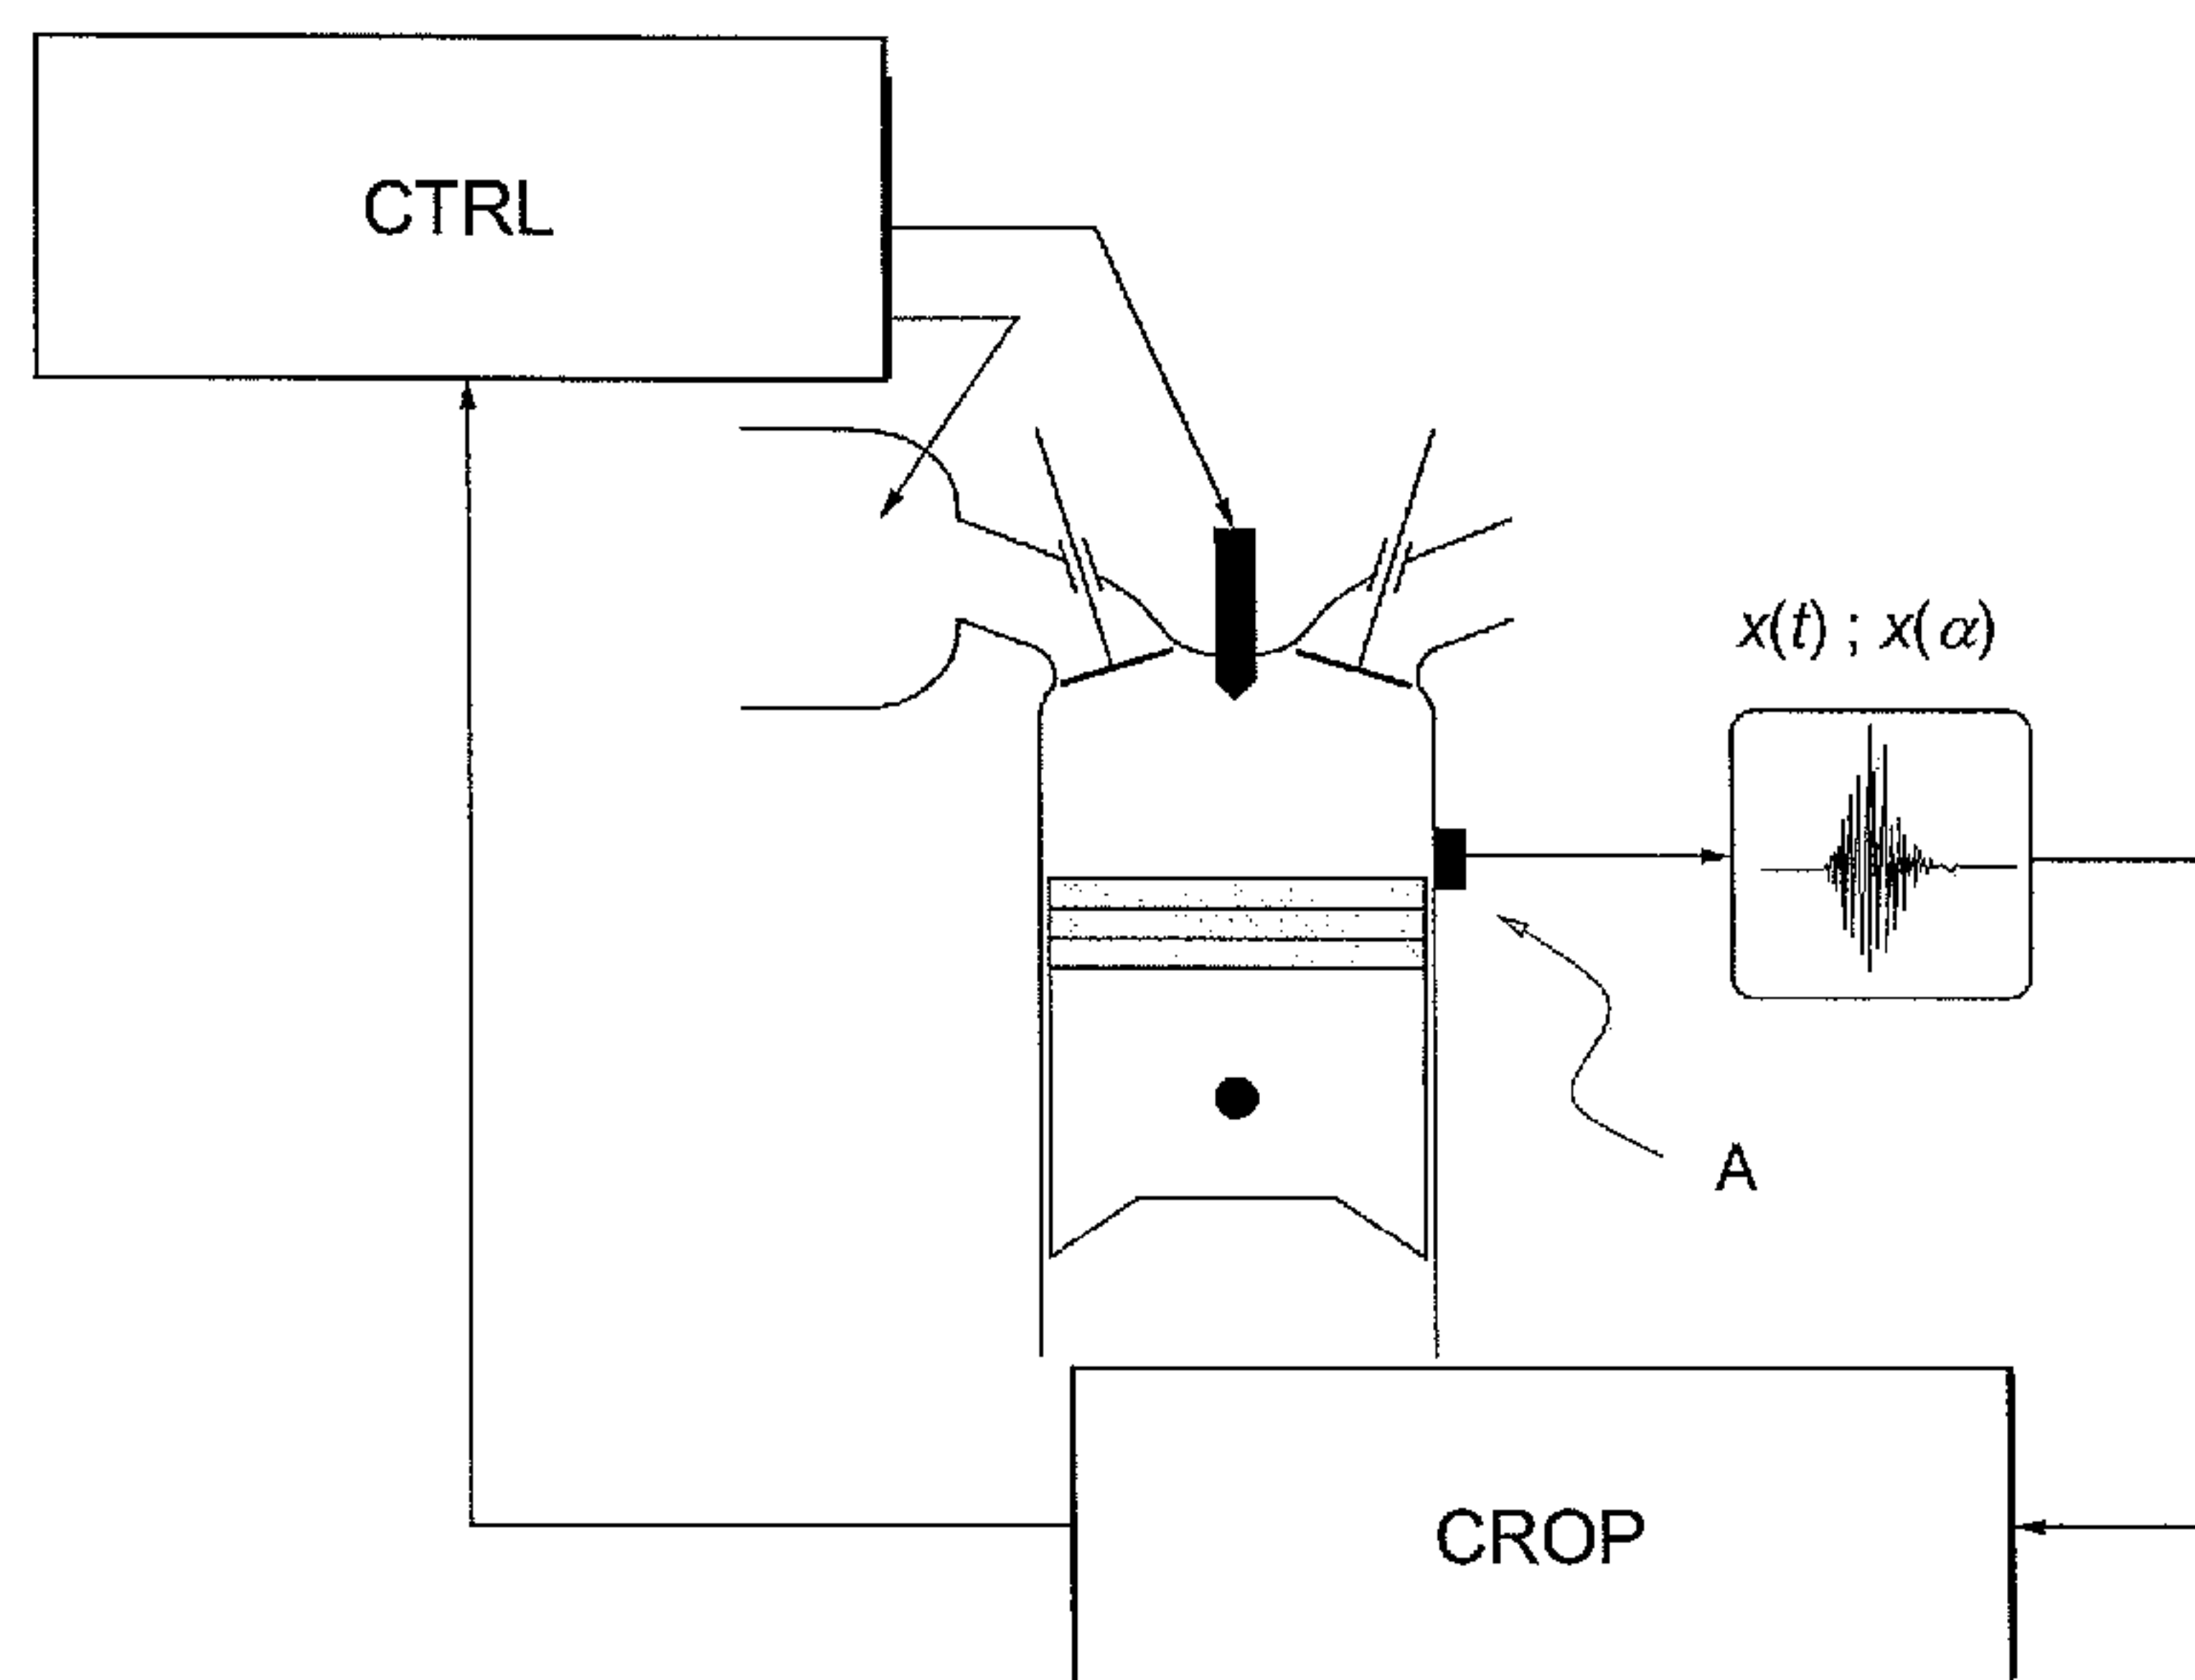 CTRL
x(t) ; x(α)
A
CROP